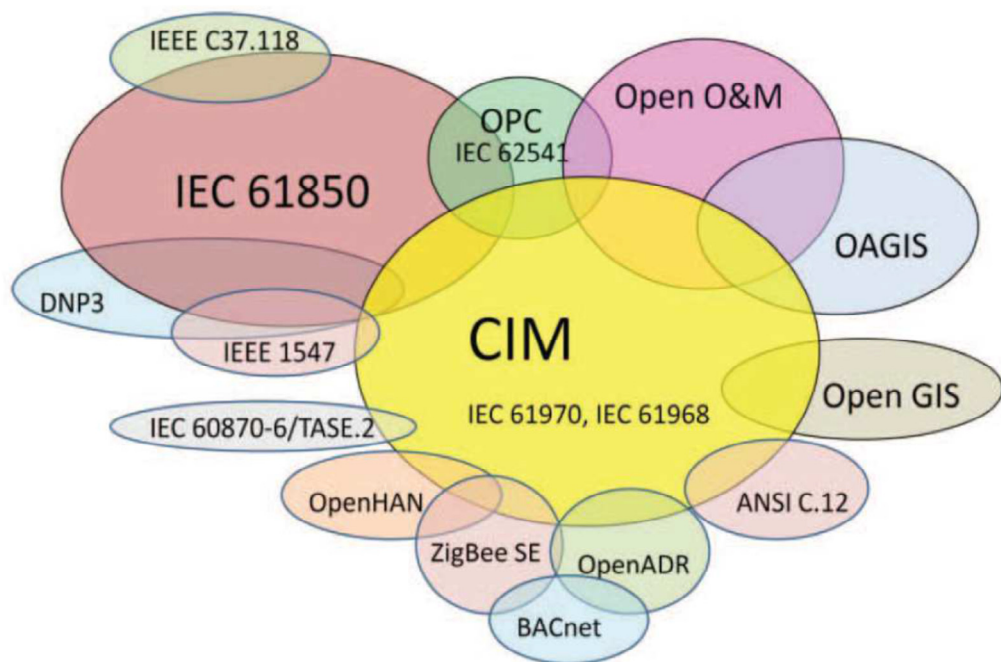 IEEE C37.118
OPC
IEC 62541
Open O&M
IEC 61850
OAGIS
DNP3
IEEE 1547
CIM
IEC 61970, IEC 61968
Open GIS
IEC 60870-6/TASE.2
OpenHAN
ANSI C.12
ZigBee SE
OpenADR
BACnet